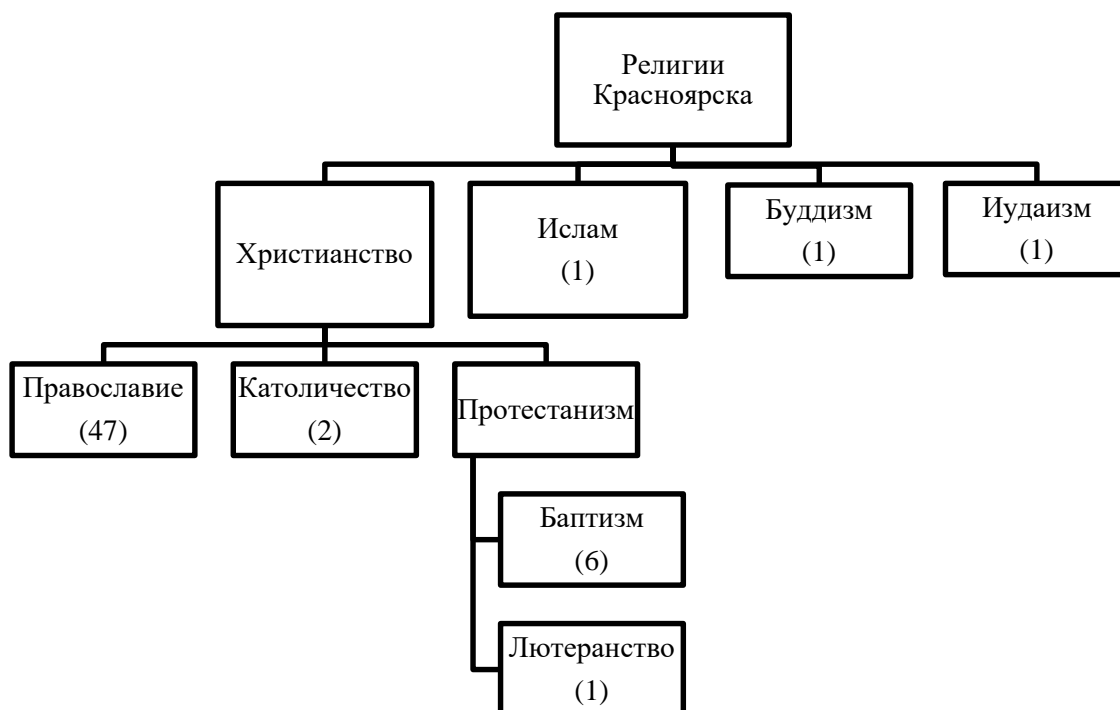 Религии
Красноярска
Христианство
Ислам
(1)
Буддизм
(1)
Иудаизм
(1)
Православие
(47)
Католичество
(2)
Протестанизм
Баптизм
(6)
Лютеранство
(1)